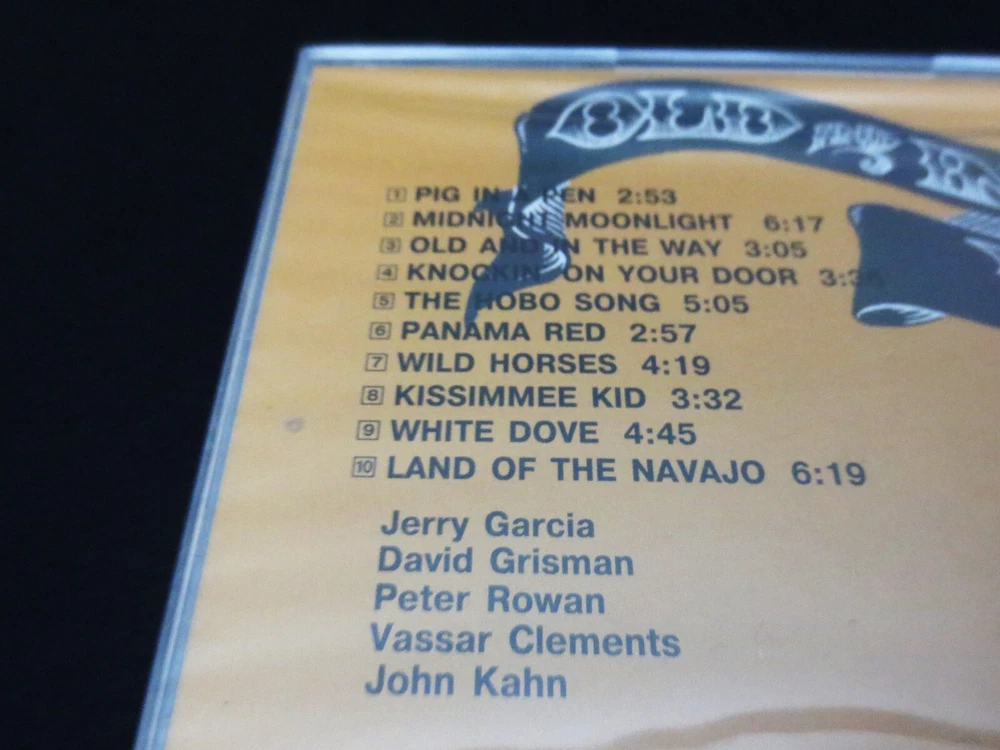 OLD AND
1 PIG IN A PEN 2:53
2 MIDNIGHT MOONLIGHT 6:17
3 OLD AND IN THE WAY 3:05
4 KNOCKIN' ON YOUR DOOR
5 THE HOBO SONG 5:05
6 PANAMA RED 2:57
7 WILD HORSES 4:19
8 KISSIMMEE KID 3:32
9 WHITE DOVE 4:45
10 LAND OF THE NAVAJO 6:19
Jerry Garcia
David Grisman
Peter Rowan
Vassar Clements
John Kahn